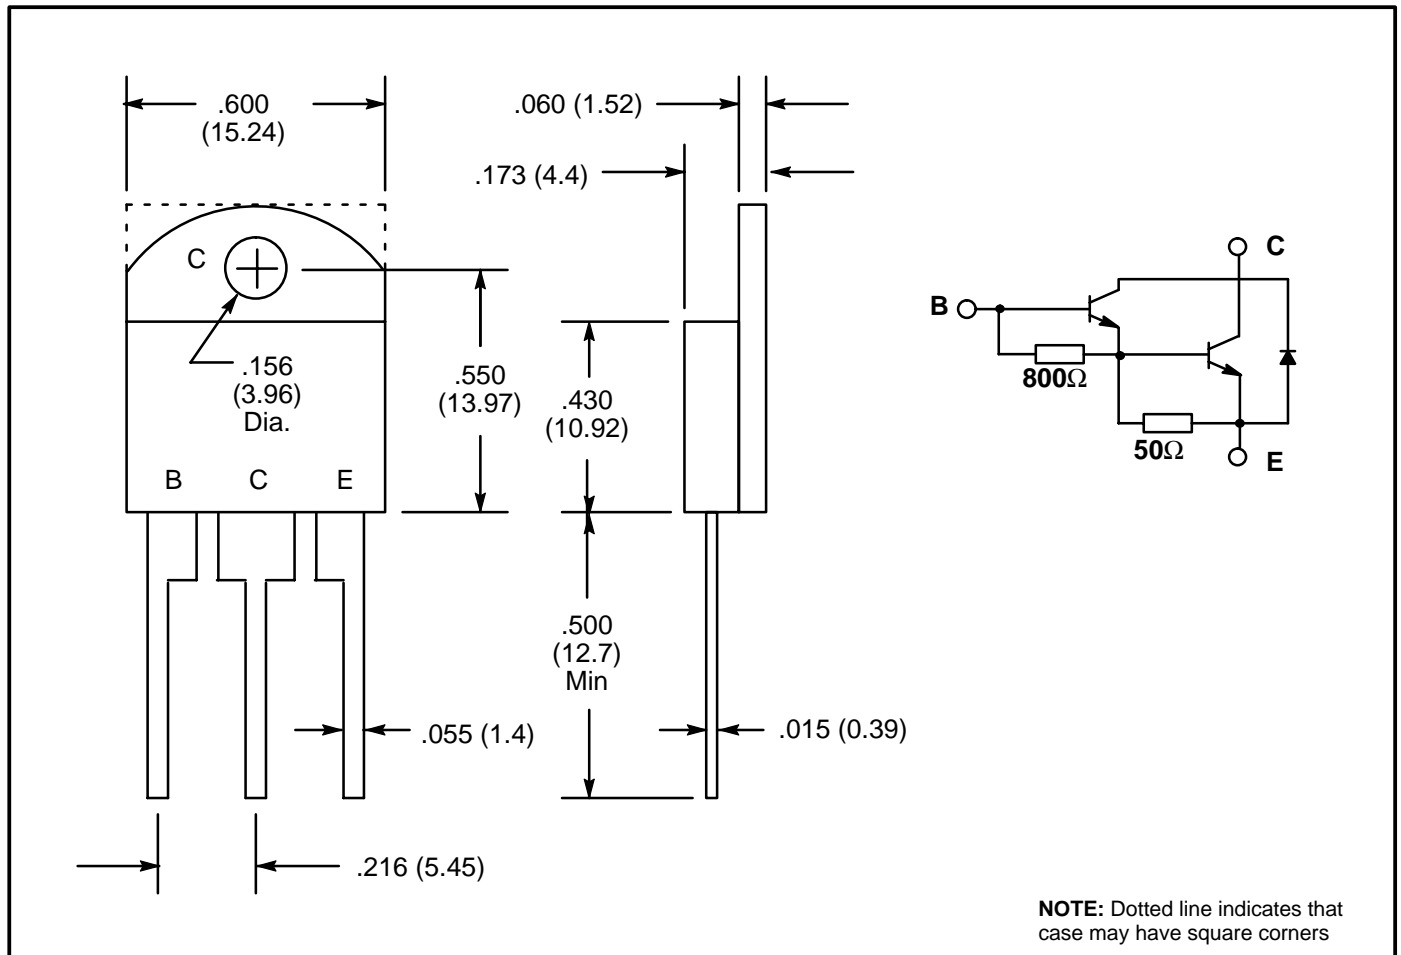 .600
(15.24)
.060 (1.52)
.173 (4.4)
C
.156
(3.96)
Dia.
.550
(13.97)
.430
(10.92)
B C E
.500
(12.7)
Min
.055 (1.4)
.015 (0.39)
.216 (5.45)
C
B
800Ω
50Ω
E
NOTE: Dotted line indicates that
case may have square corners